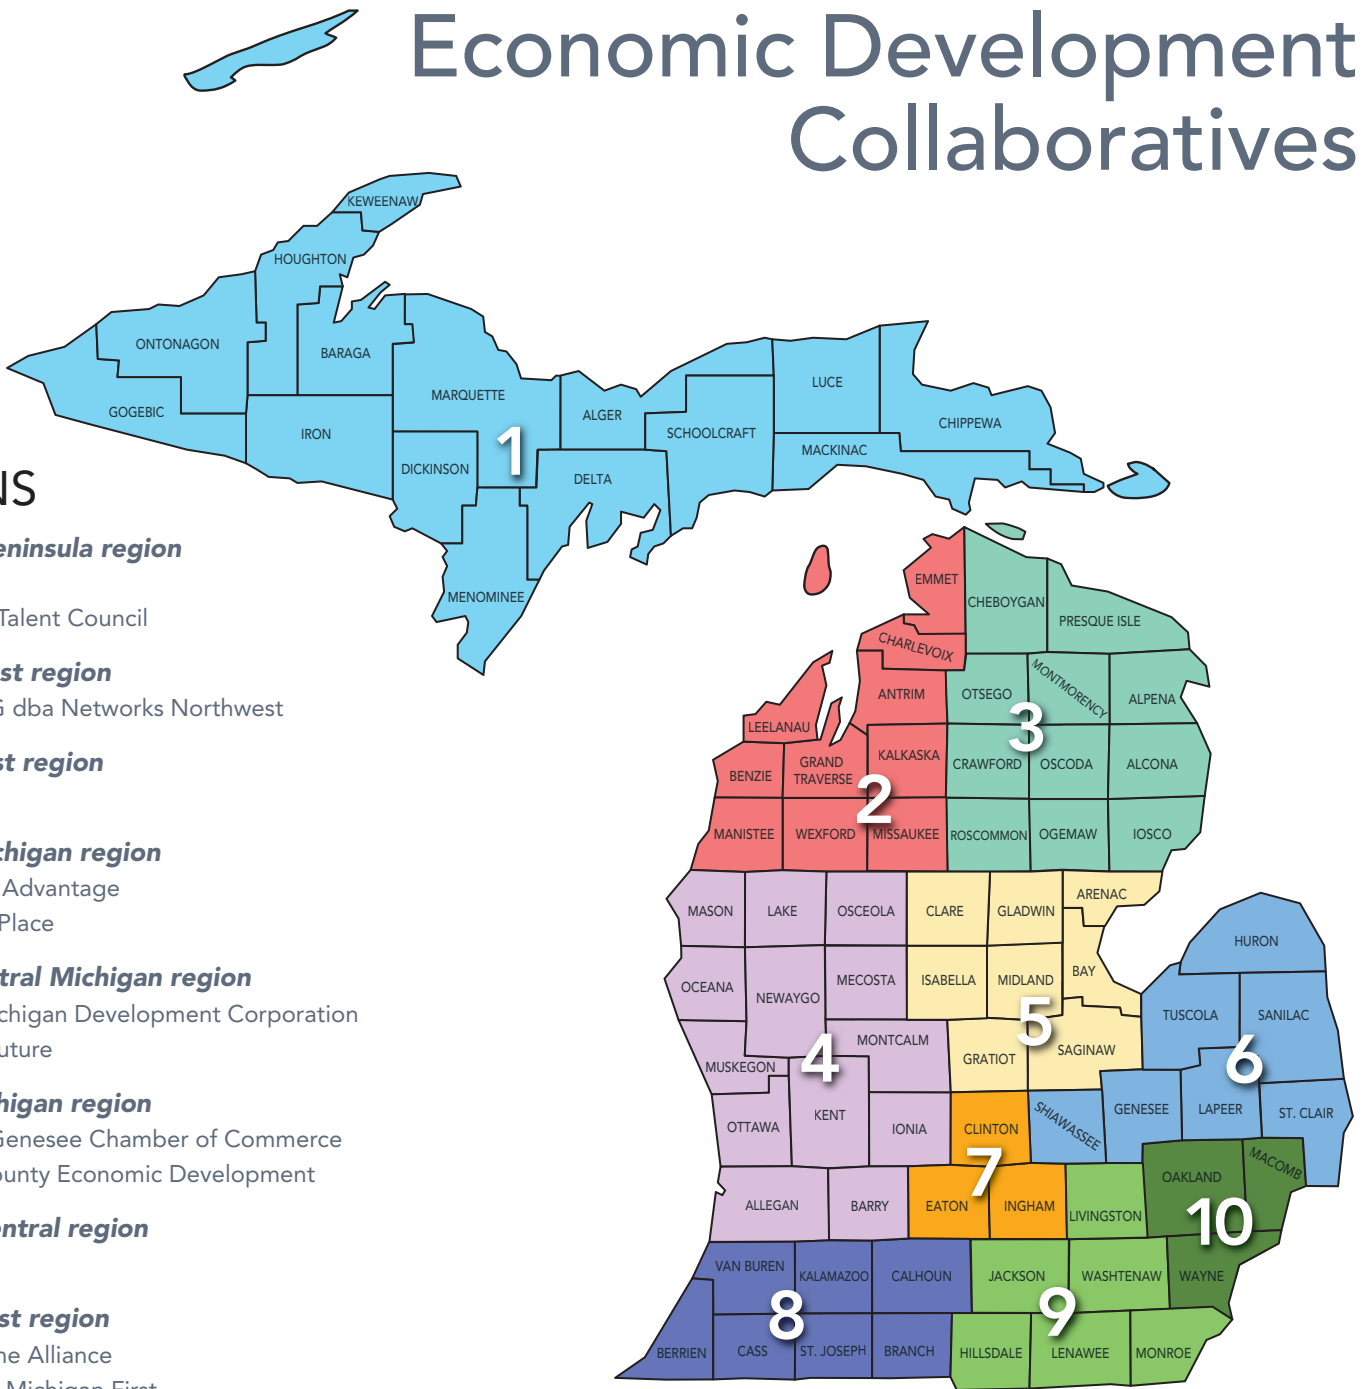 Economic Development
Collaboratives
KEWEENAW
HOUGHTON
ONTONAGON
BARAGA
GOGEBIC
IRON
MARQUETTE
DICKINSON
1
ALGER
SCHOOLCRAFT
LUCE
CHIPPEWA
MACKINAC
DELTA
MENOMINEE
NS
eninsula region
Talent Council
st region
G dba Networks Northwest
st region
chigan region
Advantage
Place
tral Michigan region
chigan Development Corporation
uture
higan region
Genesee Chamber of Commerce
ounty Economic Development
entral region
st region
ne Alliance
Michigan First
EMMET
CHARLEVOIX
ANTRIM
LEELANAU
BENZIE
GRAND
TRAVERSE
KALKASKA
2
MANISTEE
WEXFORD
MISSAUKEE
CHEBOYGAN
PRESQUE ISLE
OTSEGO
MONTMORENCY
ALPENA
3
CRAWFORD
OSCODA
ALCONA
ROSCOMMON
OGEMAW
IOSCO
MASON
LAKE
OSCEOLA
OCEANA
NEWAYGO
MECOSTA
MUSKEGON
4
MONTCALM
OTTAWA
KENT
IONIA
ALLEGAN
BARRY
CLARE
GLADWIN
ARENAC
ISABELLA
MIDLAND
BAY
5
GRATIOT
SAGINAW
HURON
TUSCOLA
SANILAC
6
SHIAWASSEE
GENESEE
LAPEER
ST. CLAIR
CLINTON
7
EATON
INGHAM
LIVINGSTON
OAKLAND
MACOMB
10
WAYNE
VAN BUREN
KALAMAZOO
CALHOUN
8
BERRIEN
CASS
ST. JOSEPH
BRANCH
JACKSON
WASHTENAW
9
HILLSDALE
LENAWEE
MONROE